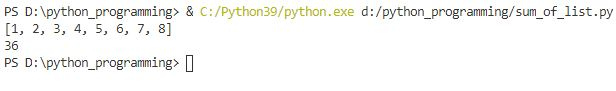 PS D:\python_programming> & C:/Python39/python.exe d:/python_programming/sum_of_list.py
[1, 2, 3, 4, 5, 6, 7, 8]
36
PS D:\python_programming>